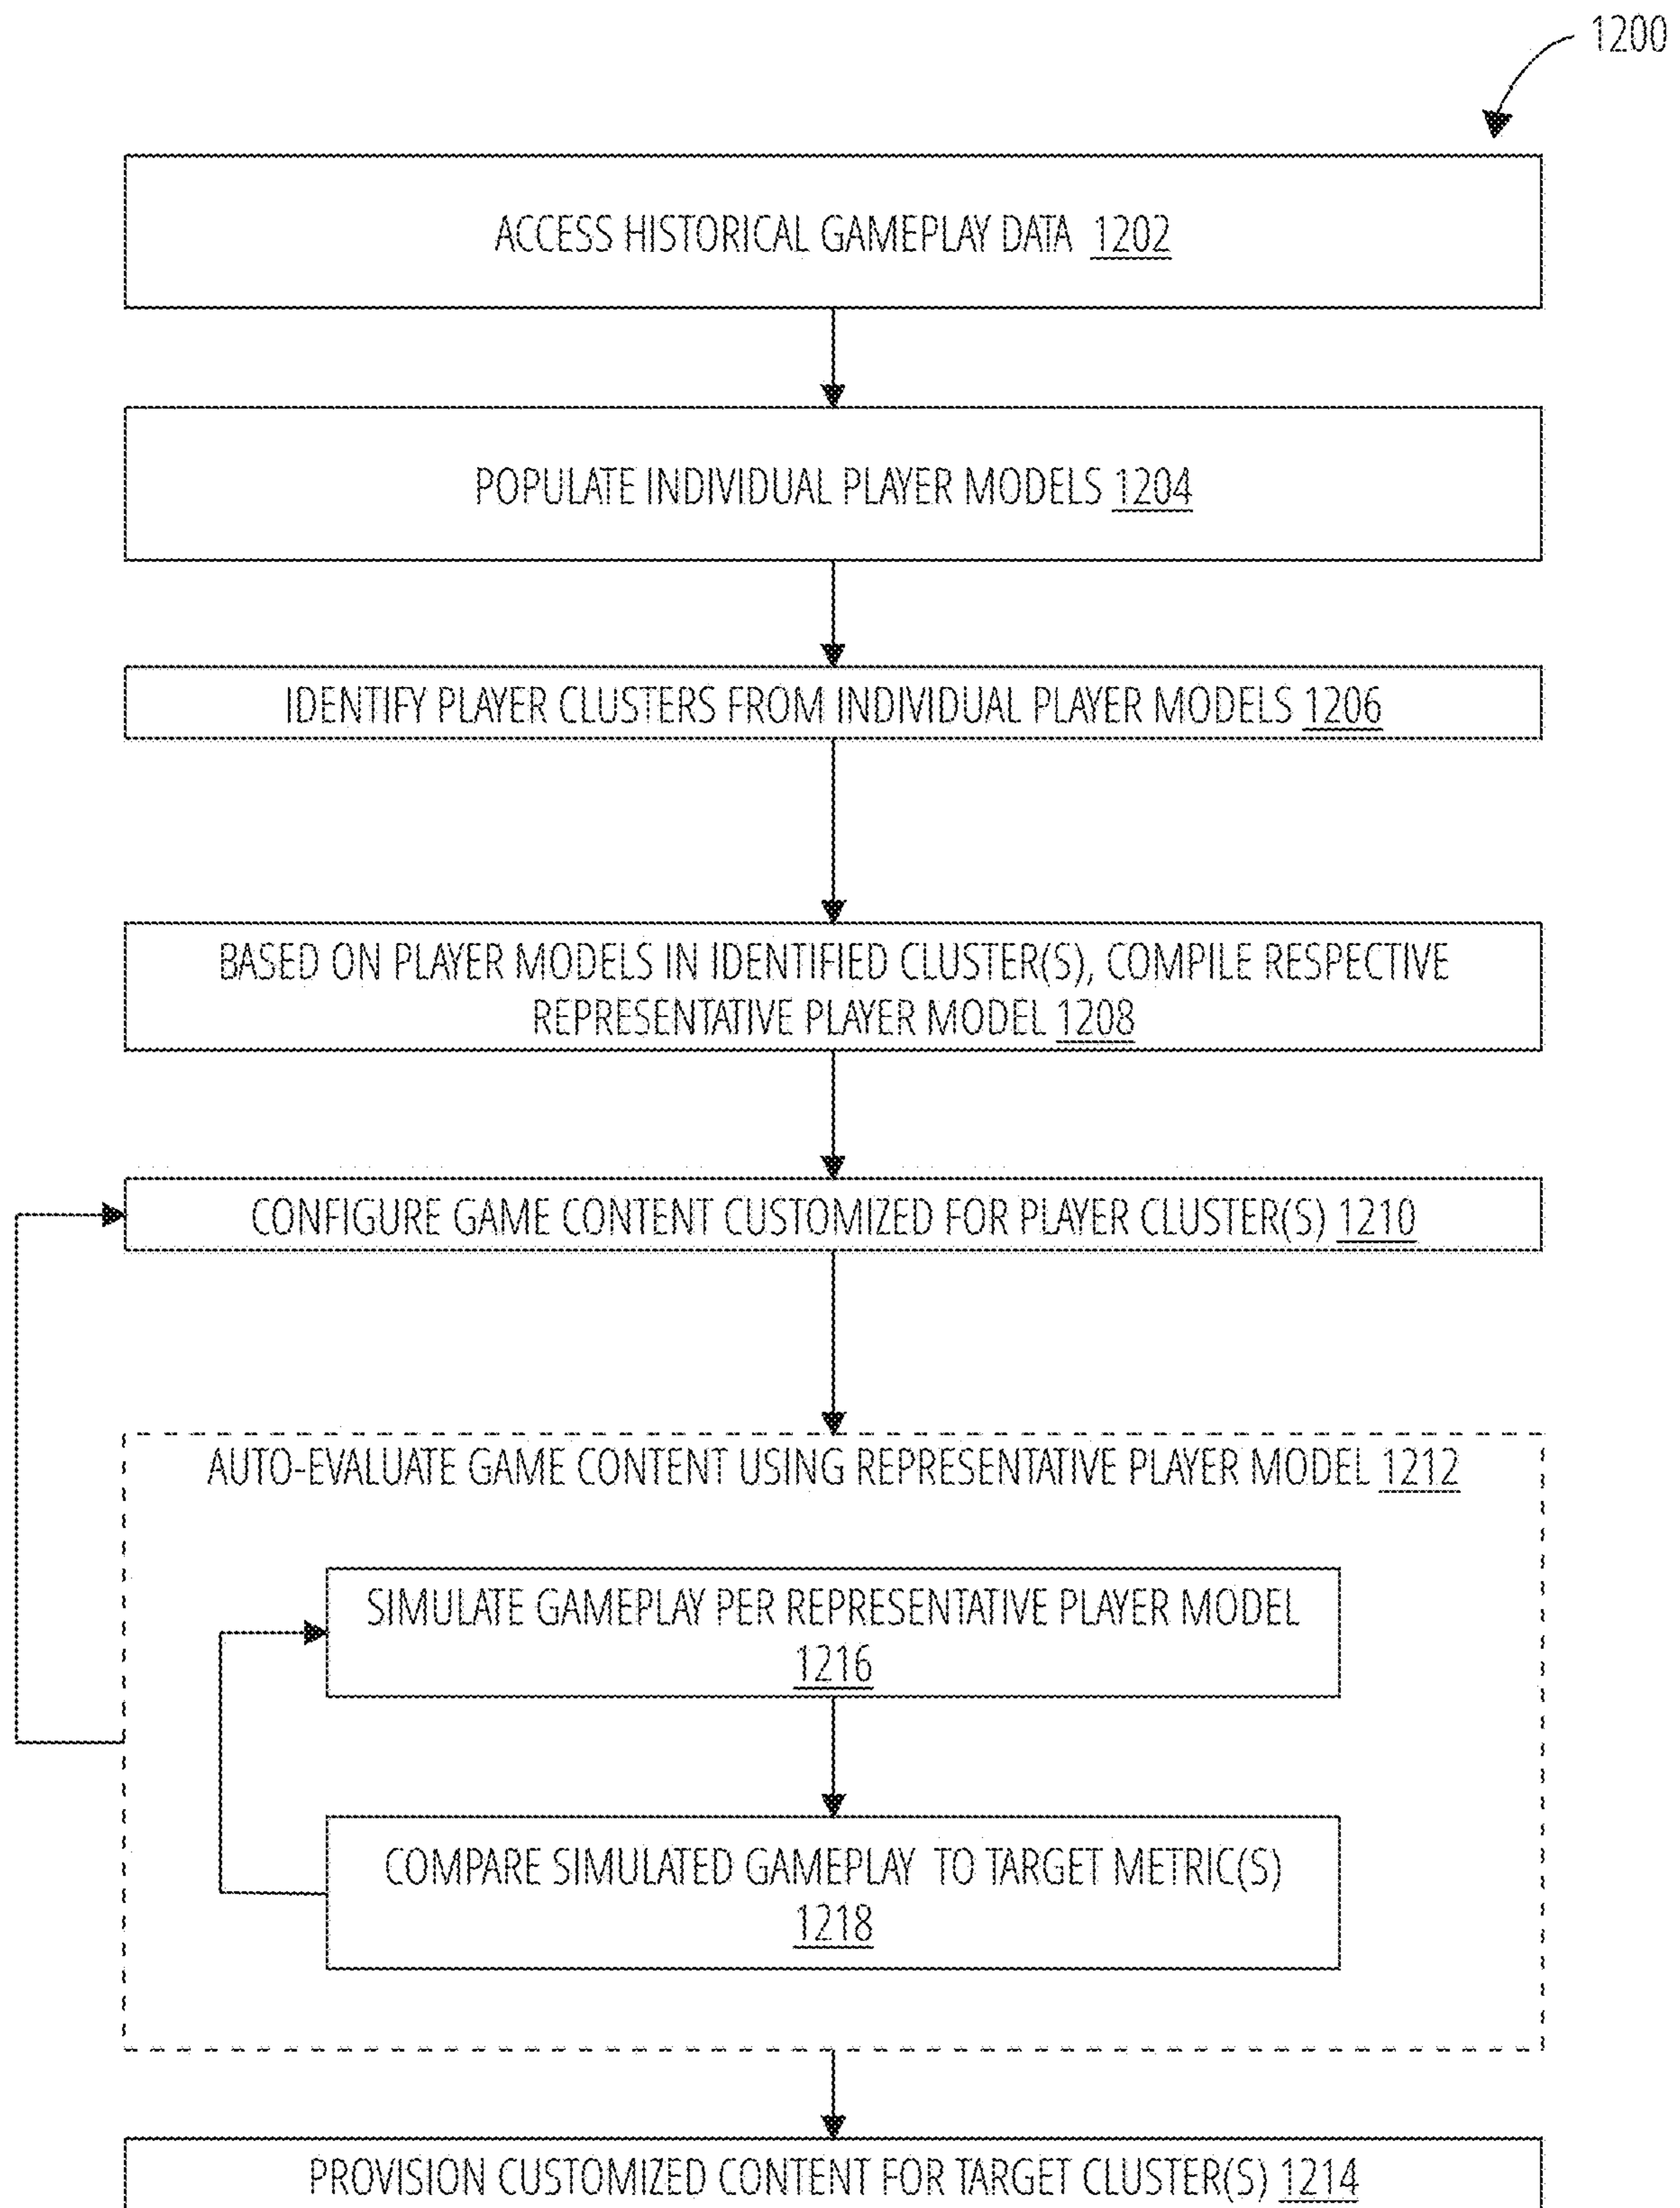 1200
ACCESS HISTORICAL GAMEPLAY DATA 1202
POPULATE INDIVIDUAL PLAYER MODELS 1204
IDENTIFY PLAYER CLUSTERS FROM INDIVIDUAL PLAYER MODELS 1206
BASED ON PLAYER MODELS IN IDENTIFIED CLUSTER(S), COMPILE RESPECTIVE
REPRESENTATIVE PLAYER MODEL 1208
CONFIGURE GAME CONTENT CUSTOMIZED FOR PLAYER CLUSTER(S) 1210
AUTO-EVALUATE GAME CONTENT USING REPRESENTATIVE PLAYER MODEL 1212
SIMULATE GAMEPLAY PER REPRESENTATIVE PLAYER MODEL
1216
COMPARE SIMULATED GAMEPLAY TO TARGET METRIC(S)
1218
PROVISION CUSTOMIZED CONTENT FOR TARGET CLUSTER(S) 1214